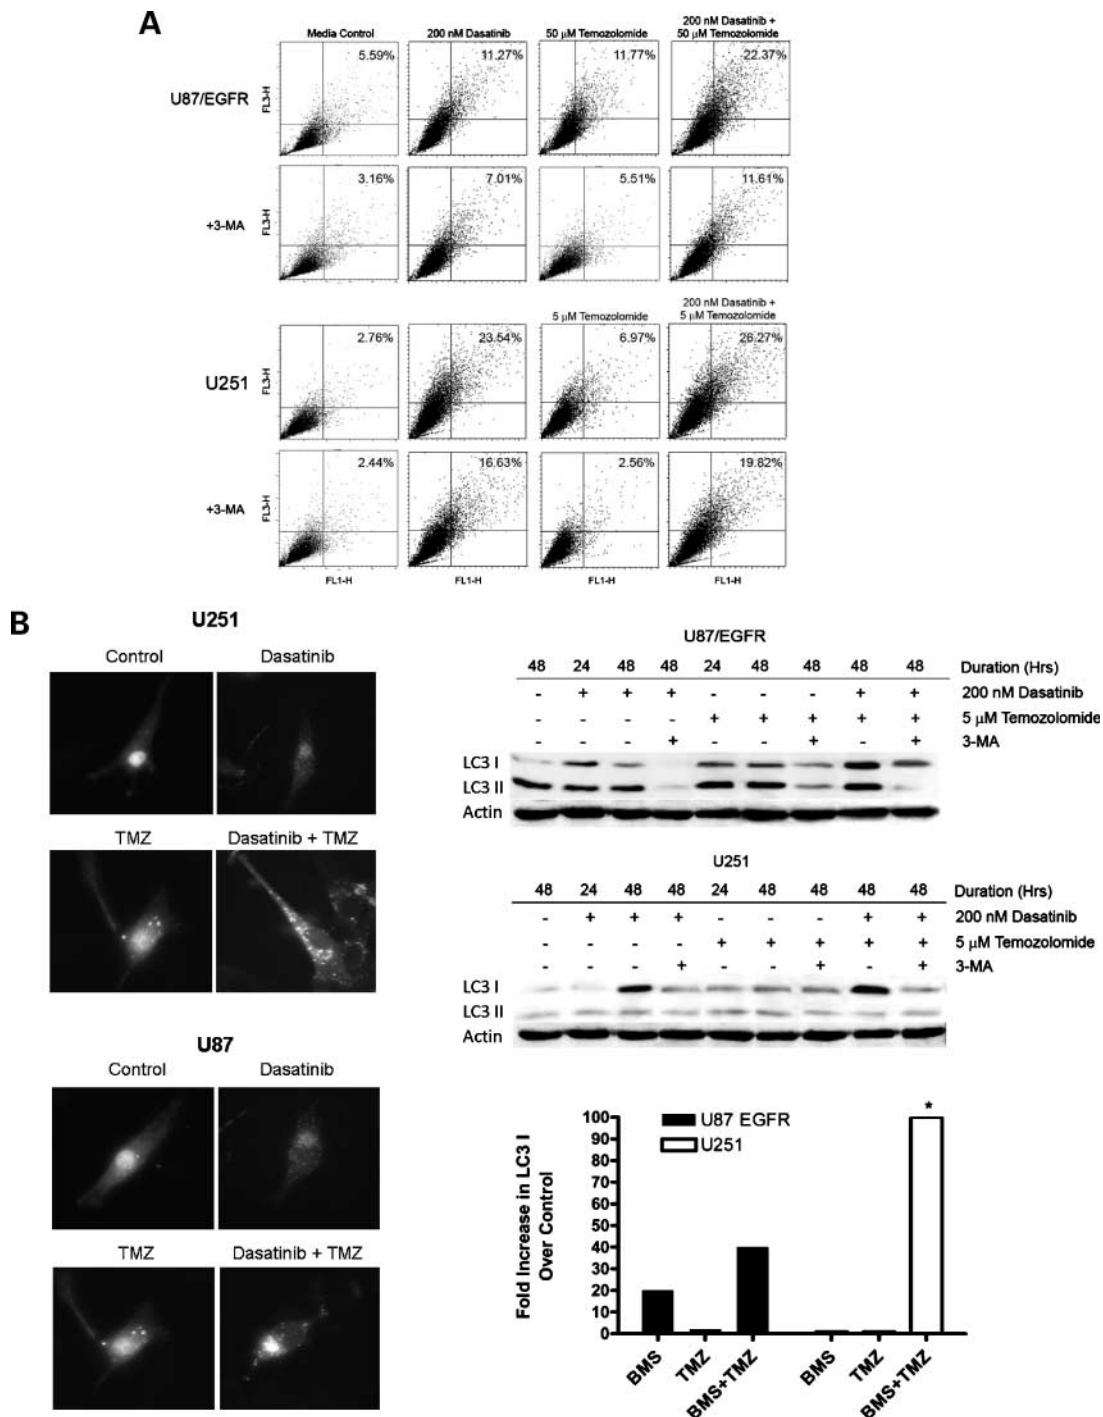 A
Media Control 200 nM Dasatinib 50 µM Temozolomide 200 nM Dasatinib +
50 µM Temozolomide
U87/EGFR FL3-H 5.59% 11.27% 11.77% 22.37%
+3-MA FL3-H 3.16% 7.01% 5.51% 11.61%
5 µM Temozolomide 200 nM Dasatinib +
5 µM Temozolomide
U251 FL3-H 2.76% 23.54% 6.97% 26.27%
+3-MA FL3-H 2.44% 16.63% 2.56% 19.82%
FL1-H FL1-H FL1-H FL1-H
B
U251
Control Dasatinib
TMZ Dasatinib + TMZ
U87
Control Dasatinib
TMZ Dasatinib + TMZ
U87/EGFR
48 24 48 48 24 48 48 48 48 Duration (Hrs)
- + + + - - - + + 200 nM Dasatinib
- - - - + + + + + 5 µM Temozolomide
- - - + - - + - + 3-MA
LC3 I
LC3 II
Actin
U251
48 24 48 48 24 48 48 48 48 Duration (Hrs)
- + + + - - - + + 200 nM Dasatinib
- - - - + + + + + 5 µM Temozolomide
- - - + - - + - + 3-MA
LC3 I
LC3 II
Actin
Fold Increase in LC3 I
Over Control
100
90
80
70
60
50
40
30
20
10
0
U87 EGFR
U251
*
BMS TMZ BMS+TMZ BMS TMZ BMS+TMZ